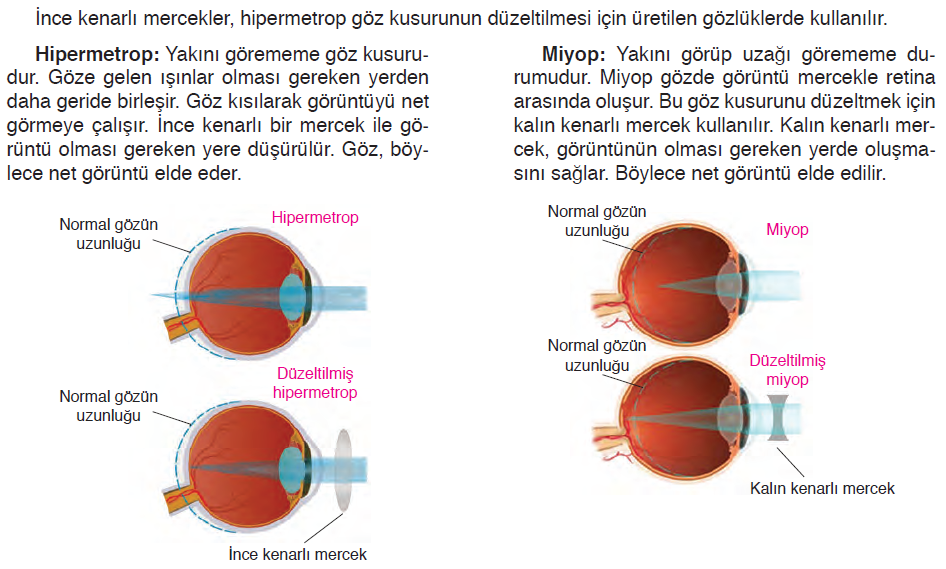 İnce kenarlı mercekler, hipermetrop göz kusurunun düzeltilmesi için üretilen gözlüklerde kullanılır.
Hipermetrop: Yakını görememe göz kusuru-
dur. Göze gelen ışınlar olması gereken yerden
daha geride birleşir. Göz kısılarak görüntüyü net
görmeye çalışır. İnce kenarlı bir mercek ile gö-
rüntü olması gereken yere düşürülür. Göz, böy-
lece net görüntü elde eder.
Normal gözün
uzunluğu
Hipermetrop
Normal gözün
uzunluğu
Düzeltilmiş
hipermetrop
İnce kenarlı mercek
Miyop: Yakını görüp uzağı görememe du-
rumudur. Miyop gözde görüntü mercekle retina
arasında oluşur. Bu göz kusurunu düzeltmek için
kalın kenarlı mercek kullanılır. Kalın kenarlı mer-
cek, görüntünün olması gereken yerde oluşma-
sını sağlar. Böylece net görüntü elde edilir.
Normal gözün
uzunluğu
Miyop
Normal gözün
uzunluğu
Düzeltilmiş
miyop
Kalın kenarlı mercek